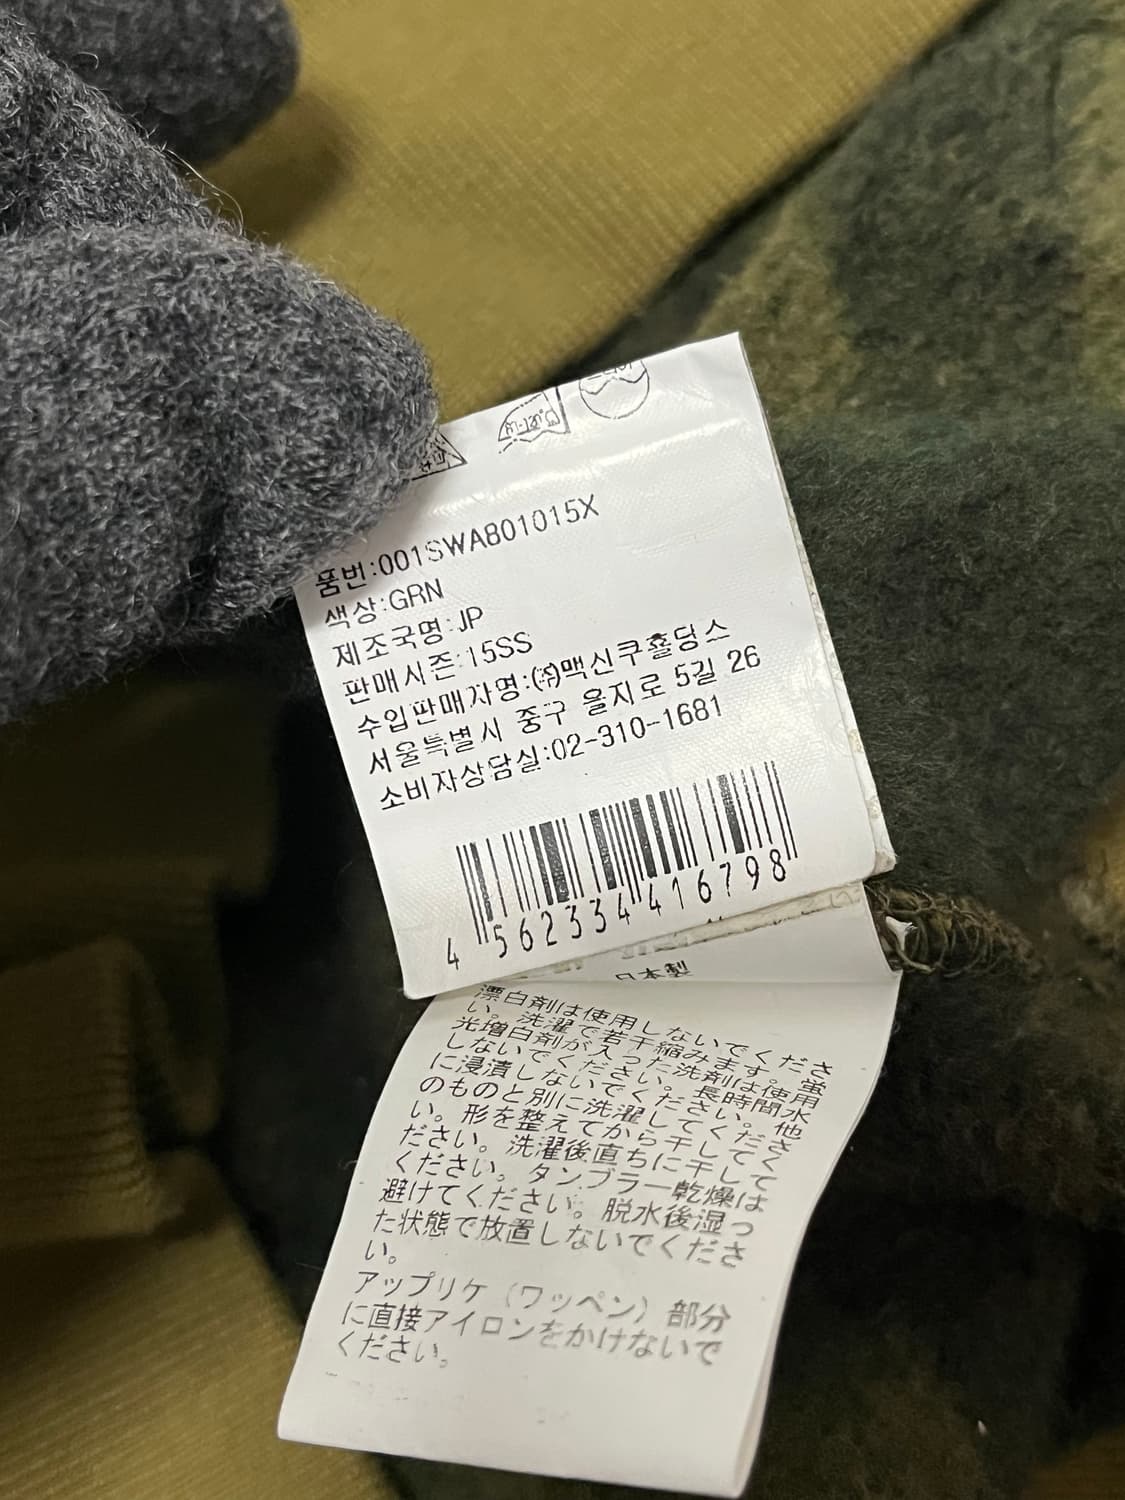 품번:001SWA801015X
색상:GRN
제조국명:JP
판매시즌:15SS
수입판매자명:(주)맥신쿠휼딩스
서울특별시 중구 을지로 5길 26
소비자상담실:02-310-1681
4 562334 416798
日本製
漂白剤は使用しないでくださ
い。洗濯で若干縮みます。蛍
光増白剤が入った洗剤は使用
しないでください。長時間水
に浸漬しないでください。他
のものと別に洗濯してくださ
い。形を整えてから干してく
ださい。洗濯後直ちに干して
ください。タンブラー乾燥は
避けてください。脱水後湿っ
た状態で放置しないでくださ
い。
アップリケ（ワッペン）部分
に直接アイロンをかけないで
ください。